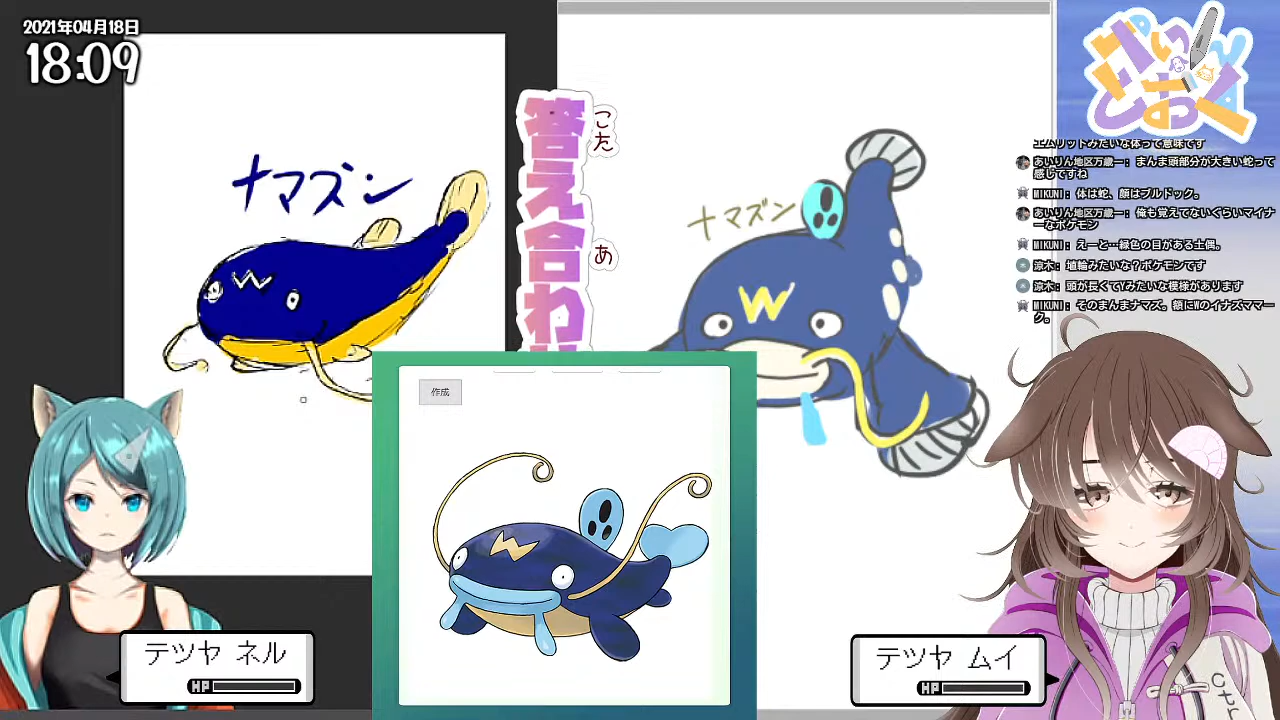 2021年04月18日
18:09
ナマズン
答え合わ
こた
あ
ナマズン
エムリットみたいな体って意味です
あいりん地区万歳ー: まんま頭部分が大きい蛇って
感じですね
MIKUNI: 体は蛇、顔はブルドック。
あいりん地区万歳ー: 俺も覚えてないぐらいマイナ
ーなポケモン
MIKUNI: えーと…緑色の目がある土偶。
涼木: 埴輪みたいな？ポケモンです
涼木: 頭が長くてJみたいな模様があります
MIKUNI: そのまんまナマズ。額にWのイナズママー
ク。
作成
テツヤ ネル
HP
テツヤ ムイ
HP